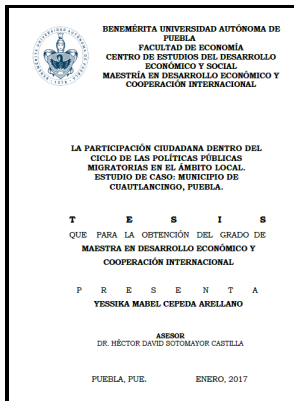 BENEMÉRITA UNIVERSIDAD AUTÓNOMA DE
PUEBLA
FACULTAD DE ECONOMÍA
CENTRO DE ESTUDIOS DEL DESARROLLO
ECONÓMICO Y SOCIAL
MAESTRÍA EN DESARROLLO ECONÓMICO Y
COOPERACIÓN INTERNACIONAL
LA PARTICIPACIÓN CIUDADANA DENTRO DEL
CICLO DE LAS POLÍTICAS PÚBLICAS
MIGRATORIAS EN EL ÁMBITO LOCAL.
ESTUDIO DE CASO: MUNICIPIO DE
CUAUTLANCINGO, PUEBLA.
T E S I S
QUE PARA LA OBTENCIÓN DEL GRADO DE
MAESTRA EN DESARROLLO ECONÓMICO Y
COOPERACIÓN INTERNACIONAL
P R E S E N T A
YESSIKA MABEL CEPEDA ARELLANO
ASESOR
DR. HÉCTOR DAVID SOTOMAYOR CASTILLA
PUEBLA, PUE. ENERO, 2017